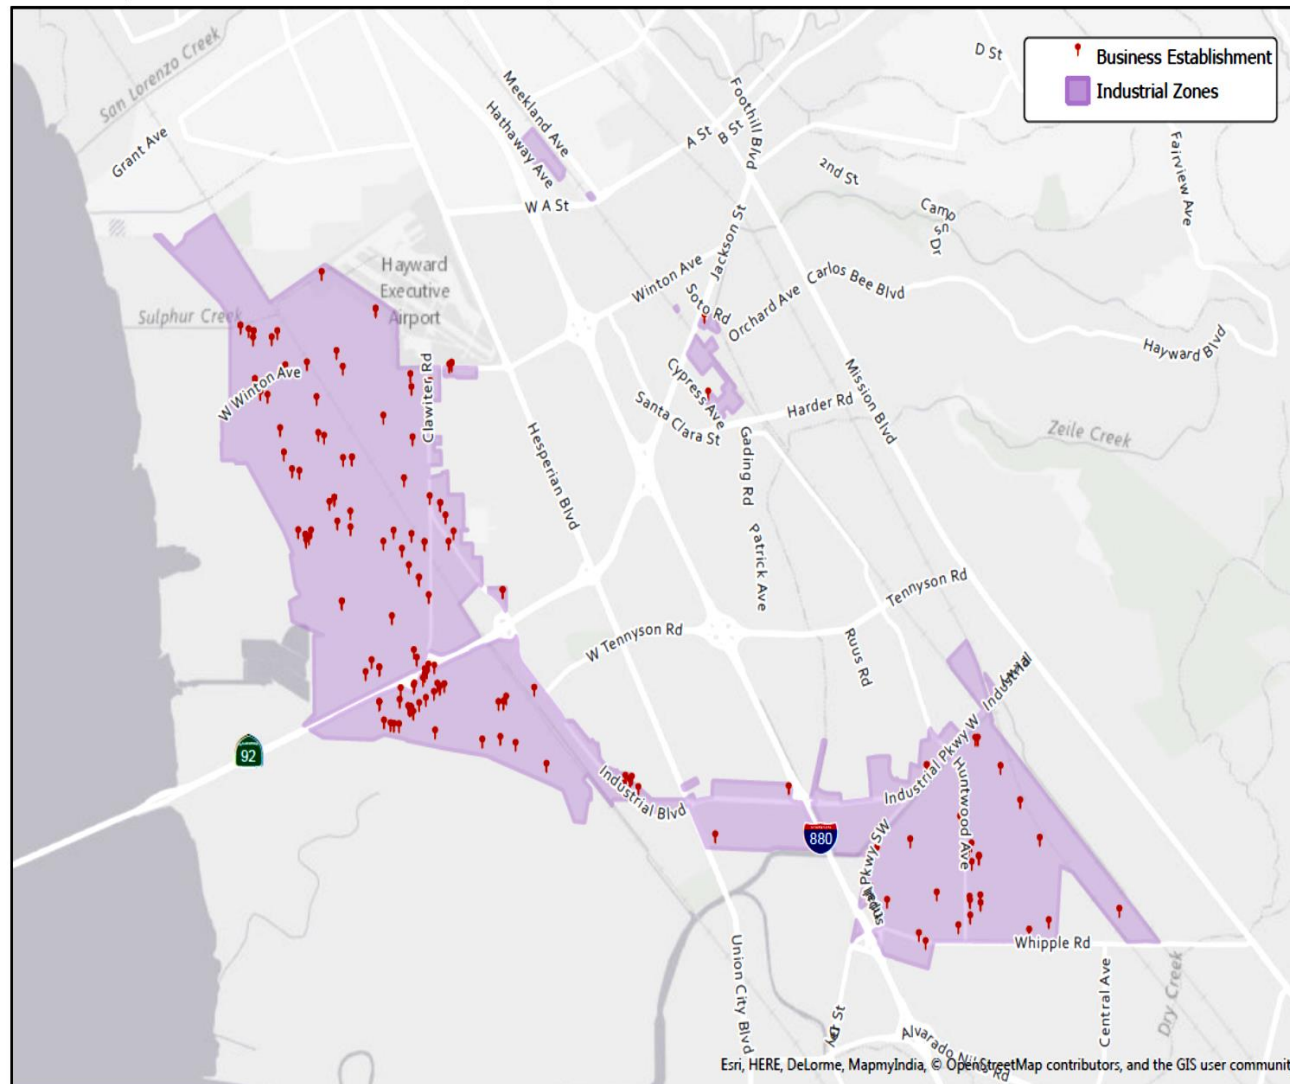 San Lorenzo Creek
Grant Ave
Meekland Ave
Hathaway Ave
Foothill Blvd
D St
Business Establishment
Industrial Zones
A St
B St
2nd St
Fairview Ave
W A St
Jackson St
Winton Ave
Hayward
Executive
Airport
Sulphur Creek
Soto Rd
Orchard Ave
Carlos Bee Blvd
Hayward Blvd
W Winton Ave
Clawiter Rd
Cypress Ave
Santa Clara St
Harder Rd
Mission Blvd
Zeile Creek
Hesperian Blvd
Gading Rd
Patrick Ave
Tennyson Rd
W Tennyson Rd
Ruus Rd
92
Industrial Blvd
Industrial Pkwy W
Industrial
Huntwood Ave
880
Pkwy SW
Whipple Rd
Union City Blvd
Central Ave
Dry Creek
Esri, HERE, DeLorme, MapmyIndia, © OpenStreetMap contributors, and the GIS user communit